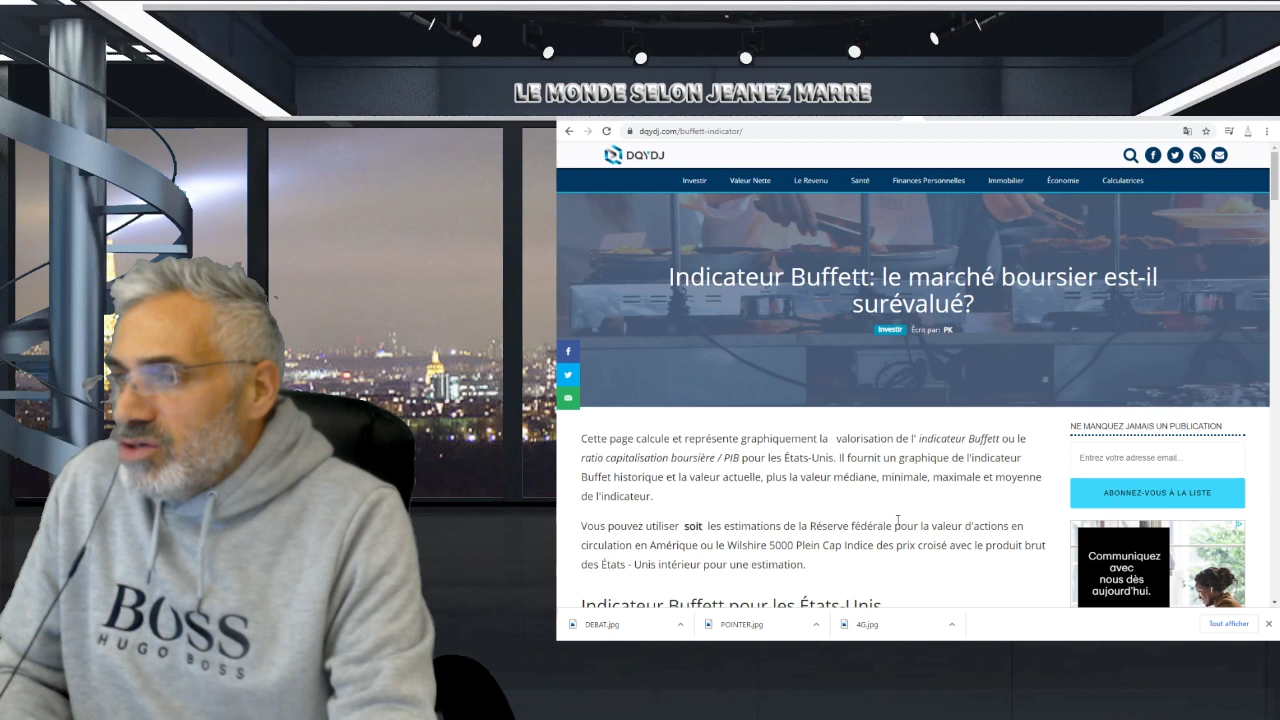 LE MONDE SELON JEANEZ MARRE
dqydj.com/buffett-indicator/
DQYDJ
Investir Valeur Nette Le Revenu Santé Finances Personnelles Immobilier Économie Calculatrices
Indicateur Buffett: le marché boursier est-il
surévalué?
Investir Écrit par: PK
Cette page calcule et représente graphiquement la valorisation de l' indicateur Buffett ou le
ratio capitalisation boursière / PIB pour les États-Unis. Il fournit un graphique de l'indicateur
Buffet historique et la valeur actuelle, plus la valeur médiane, minimale, maximale et moyenne
de l'indicateur.
Vous pouvez utiliser soit les estimations de la Réserve fédérale pour la valeur d'actions en
circulation en Amérique ou le Wilshire 5000 Plein Cap Indice des prix croisé avec le produit brut
des États - Unis intérieur pour une estimation.
Indicateur Buffett pour les États-Unis
NE MANQUEZ JAMAIS UN PUBLICATION
Entrez votre adresse email...
ABONNEZ-VOUS À LA LISTE
Communiquez
avec
nous dès
aujourd'hui.
DEBAT.jpg POINTER.jpg 4G.jpg Tout afficher
BOSS
HUGO BOSS